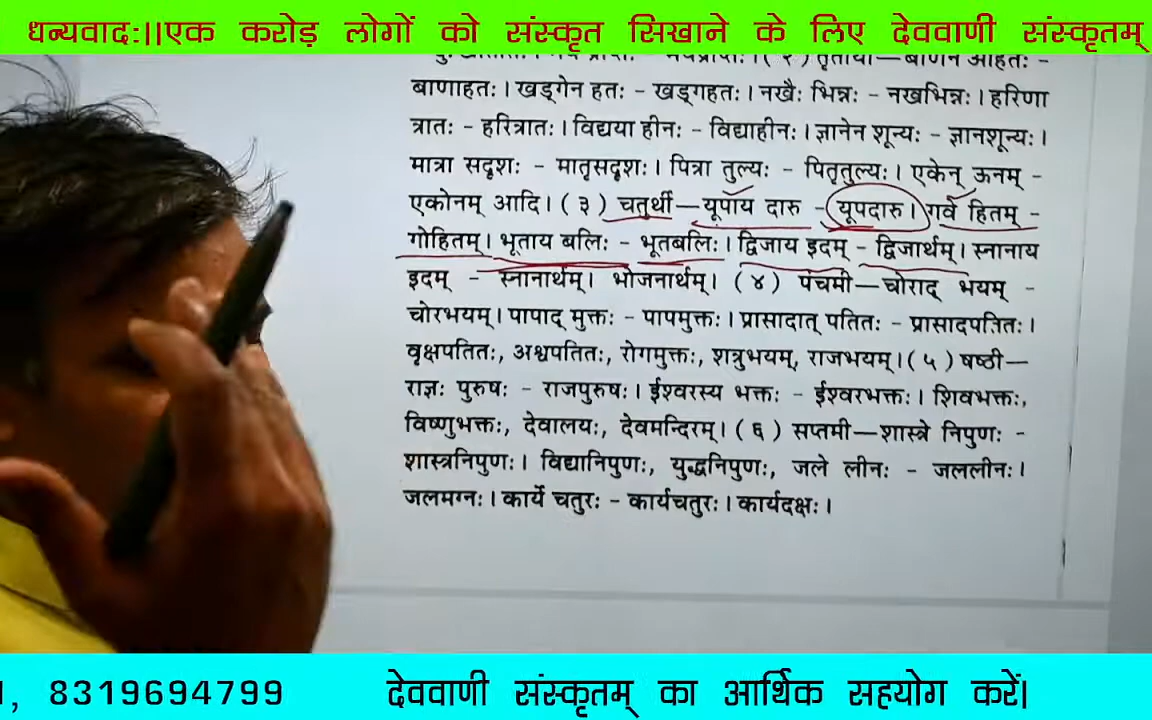 धन्यवादः||एक करोड़ लोगों को संस्कृत सिखाने के लिए देववाणी संस्कृतम्
तृतीया—बाणेन आहतः -
बाणाहतः। खड्गेन हतः - खड्गहतः। नखैः भिन्नः - नखभिन्नः। हरिणा
त्रातः - हरित्रातः। विद्यया हीनः - विद्याहीनः। ज्ञानेन शून्यः - ज्ञानशून्यः।
मात्रा सदृशः - मातृसदृशः। पित्रा तुल्यः - पितृतुल्यः। एकेन् ऊनम् -
एकोनम् आदि। (३) चतुर्थी—यूपाय दारु - यूपदारु। गवे हितम् -
गोहितम्। भूताय बलिः - भूतबलिः। द्विजाय इदम् - द्विजार्थम्। स्नानाय
इदम् - स्नानार्थम्। भोजनार्थम्। (४) पंचमी—चोराद् भयम् -
चोरभयम्। पापाद् मुक्तः - पापमुक्तः। प्रासादात् पतितः - प्रासादपतितः।
वृक्षपतितः, अश्वपतितः, रोगमुक्तः, शत्रुभयम्, राजभयम्। (५) षष्ठी—
राज्ञः पुरुषः - राजपुरुषः। ईश्वरस्य भक्तः - ईश्वरभक्तः। शिवभक्तः,
विष्णुभक्तः, देवालयः, देवमन्दिरम्। (६) सप्तमी—शास्त्रे निपुणः -
शास्त्रनिपुणः। विद्यानिपुणः, युद्धनिपुणः, जले लीनः - जललीनः।
जलमग्नः। कार्ये चतुरः - कार्यचतुरः। कार्यदक्षः।
, 8319694799 देववाणी संस्कृतम् का आर्थिक सहयोग करें|